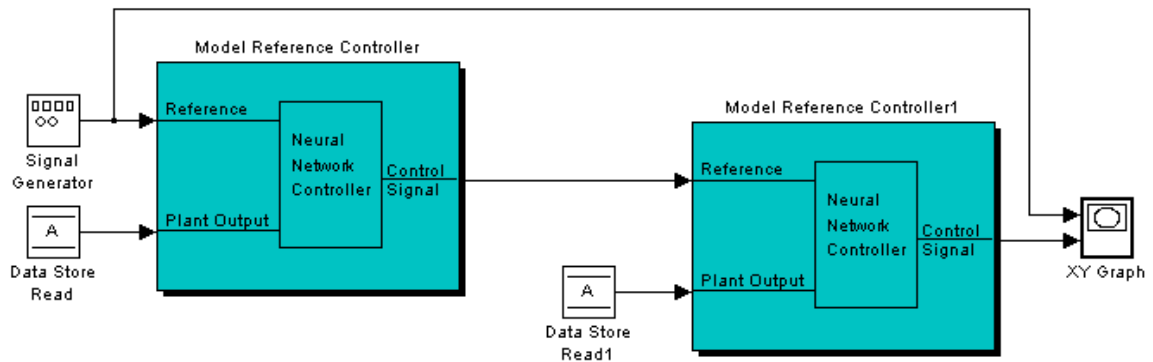 Model Reference Controller
Reference
Neural
Network
Controller
Control
Signal
Plant Output
Signal
Generator
A
Data Store
Read
Model Reference Controller1
Reference
Neural
Network
Controller
Control
Signal
Plant Output
A
Data Store
Read1
XY Graph